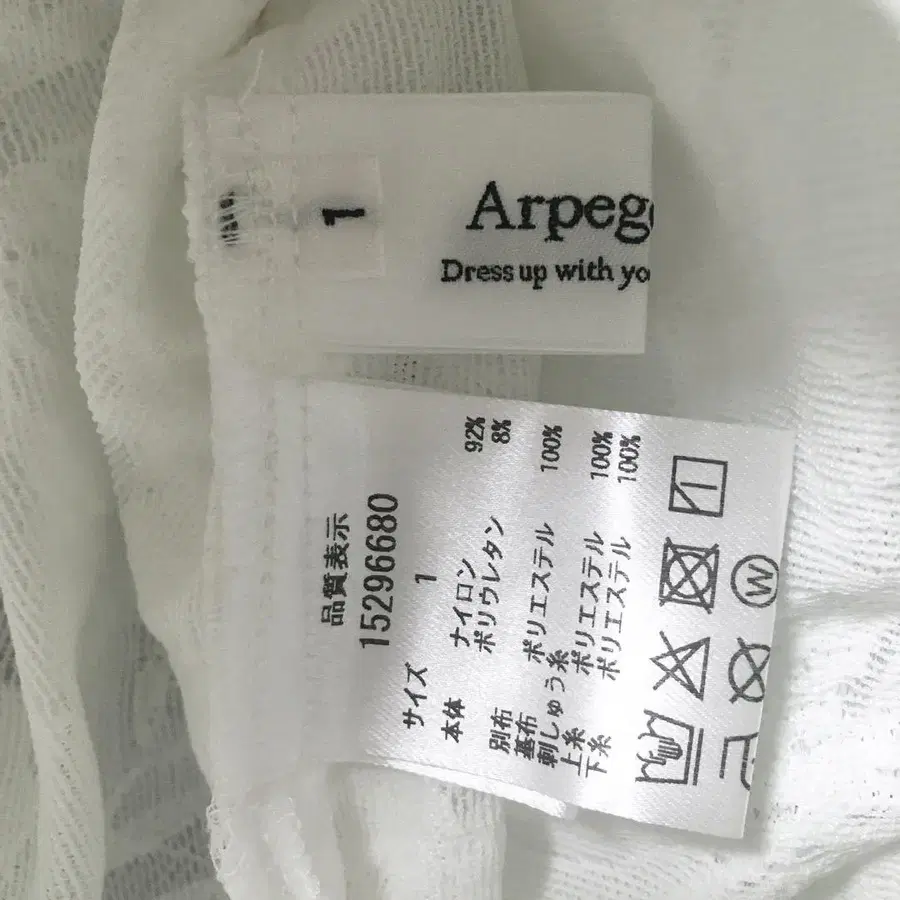 1
Arpeg
Dress up with yo
品質表示
15296680
サイズ 1
本体 ナイロン 92%
ポリウレタン 8%
別布
基布 ポリエステル 100%
刺しゅう糸
上糸 ポリエステル 100%
下糸 ポリエステル 100%
W